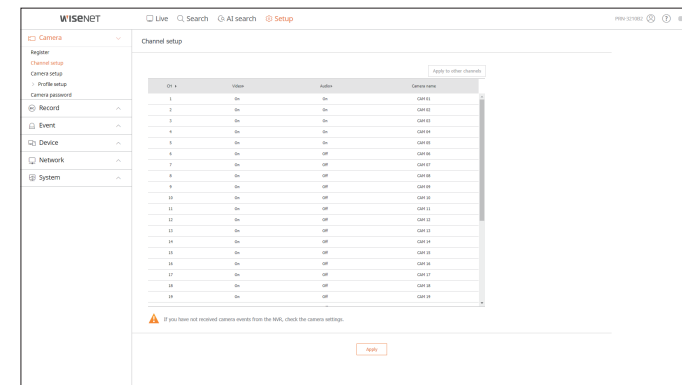 WISENET
Live Search AI search Setup
Camera
Channel setup
Register
Channel setup
Camera setup
Profile setup
Camera password
Record
Event
Device
Network
System
Apply to other channels
CH Video Audio Camera name
1 On On CAM 01
2 On On CAM 02
3 On On CAM 03
4 On On CAM 04
5 On On CAM 05
6 On Off CAM 06
7 On Off CAM 07
8 On Off CAM 08
9 On Off CAM 09
10 On Off CAM 10
11 On Off CAM 11
12 On Off CAM 12
13 On Off CAM 13
14 On Off CAM 14
15 On Off CAM 15
16 On Off CAM 16
17 On Off CAM 17
18 On Off CAM 18
19 On Off CAM 19
If you have not received camera events from the NVR, check the camera settings.
Apply